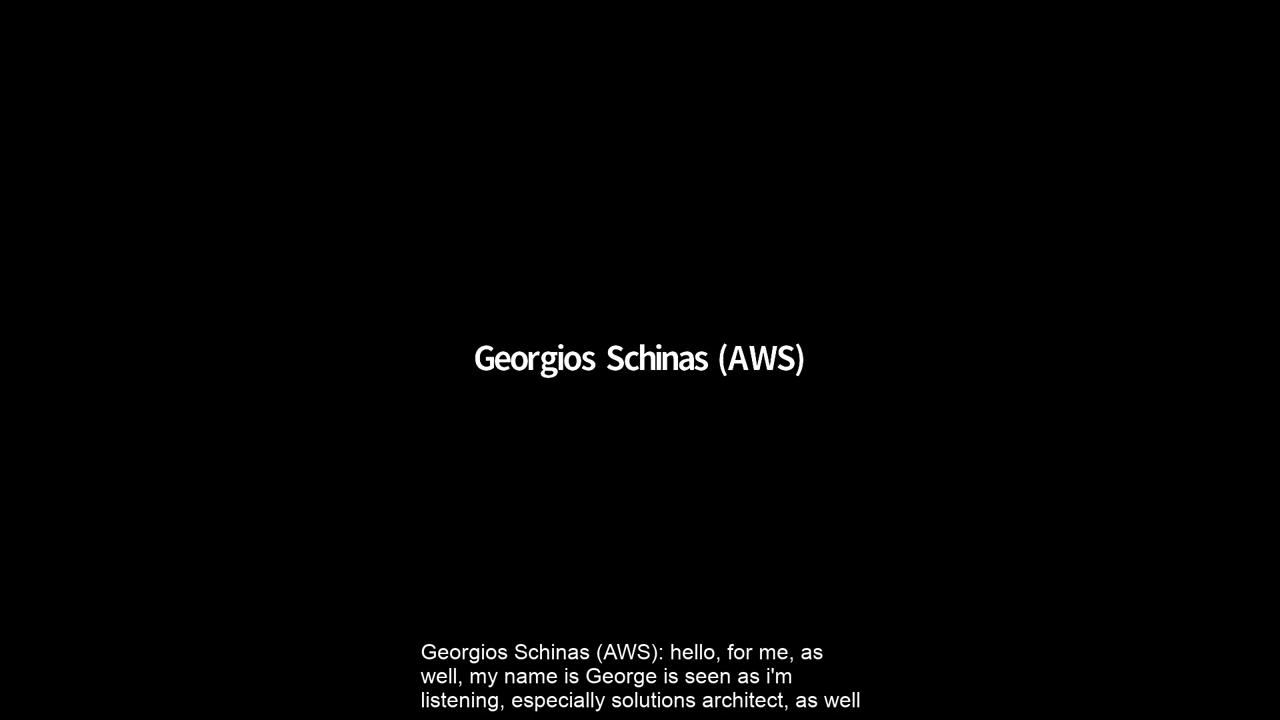 Georgios Schinas (AWS)
Georgios Schinas (AWS): hello, for me, as
well, my name is George is seen as i'm
listening, especially solutions architect, as well